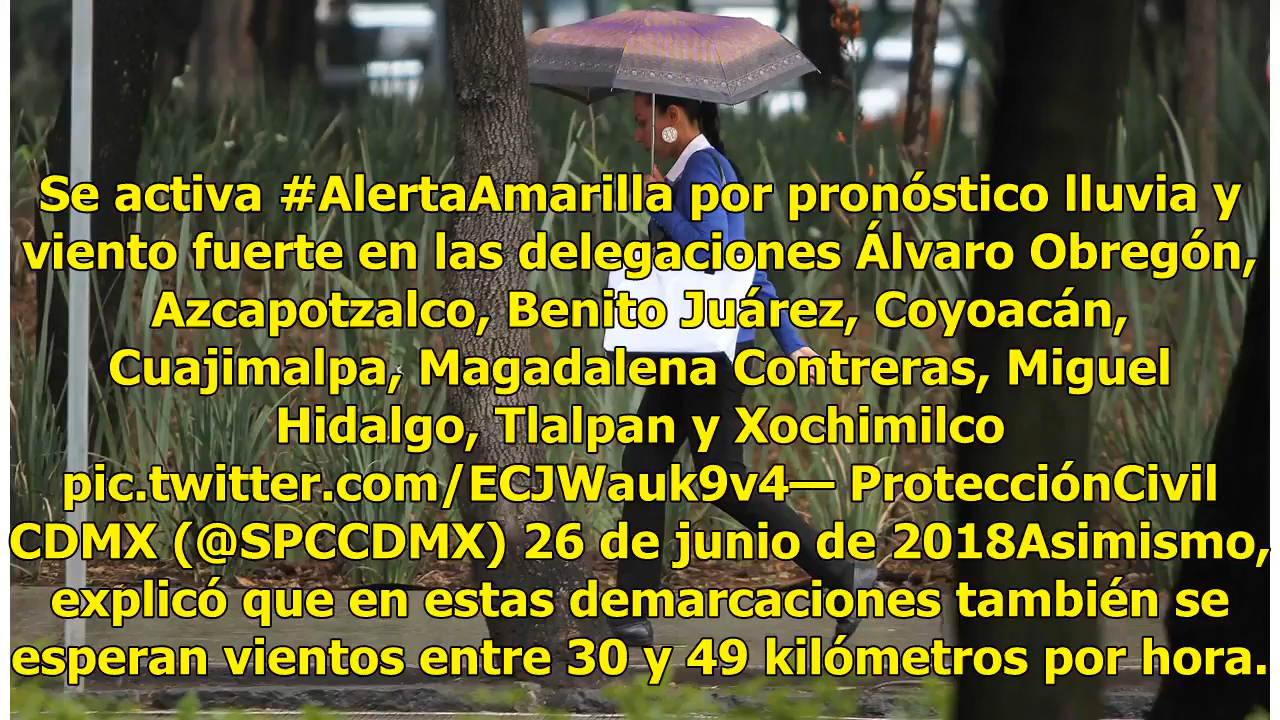 Se activa #AlertaAmarilla por pronóstico lluvia y
viento fuerte en las delegaciones Álvaro Obregón,
Azcapotzalco, Benito Juárez, Coyoacán,
Cuajimalpa, Magadalena Contreras, Miguel
Hidalgo, Tlalpan y Xochimilco
pic.twitter.com/ECJWauk9v4— ProtecciónCivil
CDMX (@SPCCDMX) 26 de junio de 2018Asimismo,
explicó que en estas demarcaciones también se
esperan vientos entre 30 y 49 kilómetros por hora.